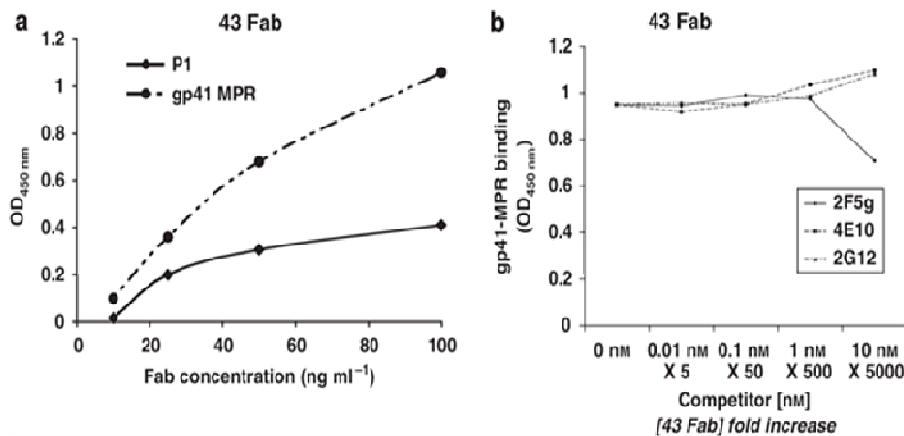 a
43 Fab
P1
gp41 MPR
OD450 nm
1.2
1
0.8
0.6
0.4
0.2
0
0 20 40 60 80 100
Fab concentration (ng ml⁻¹)
b
43 Fab
gp41-MPR binding
(OD450 nm)
1.2
1
0.8
0.6
0.4
0.2
0
2F5g
4E10
2G12
0 nM 0.01 nM 0.1 nM 1 nM 10 nM
X 5 X 50 X 500 X 5000
Competitor [nM]
[43 Fab] fold increase